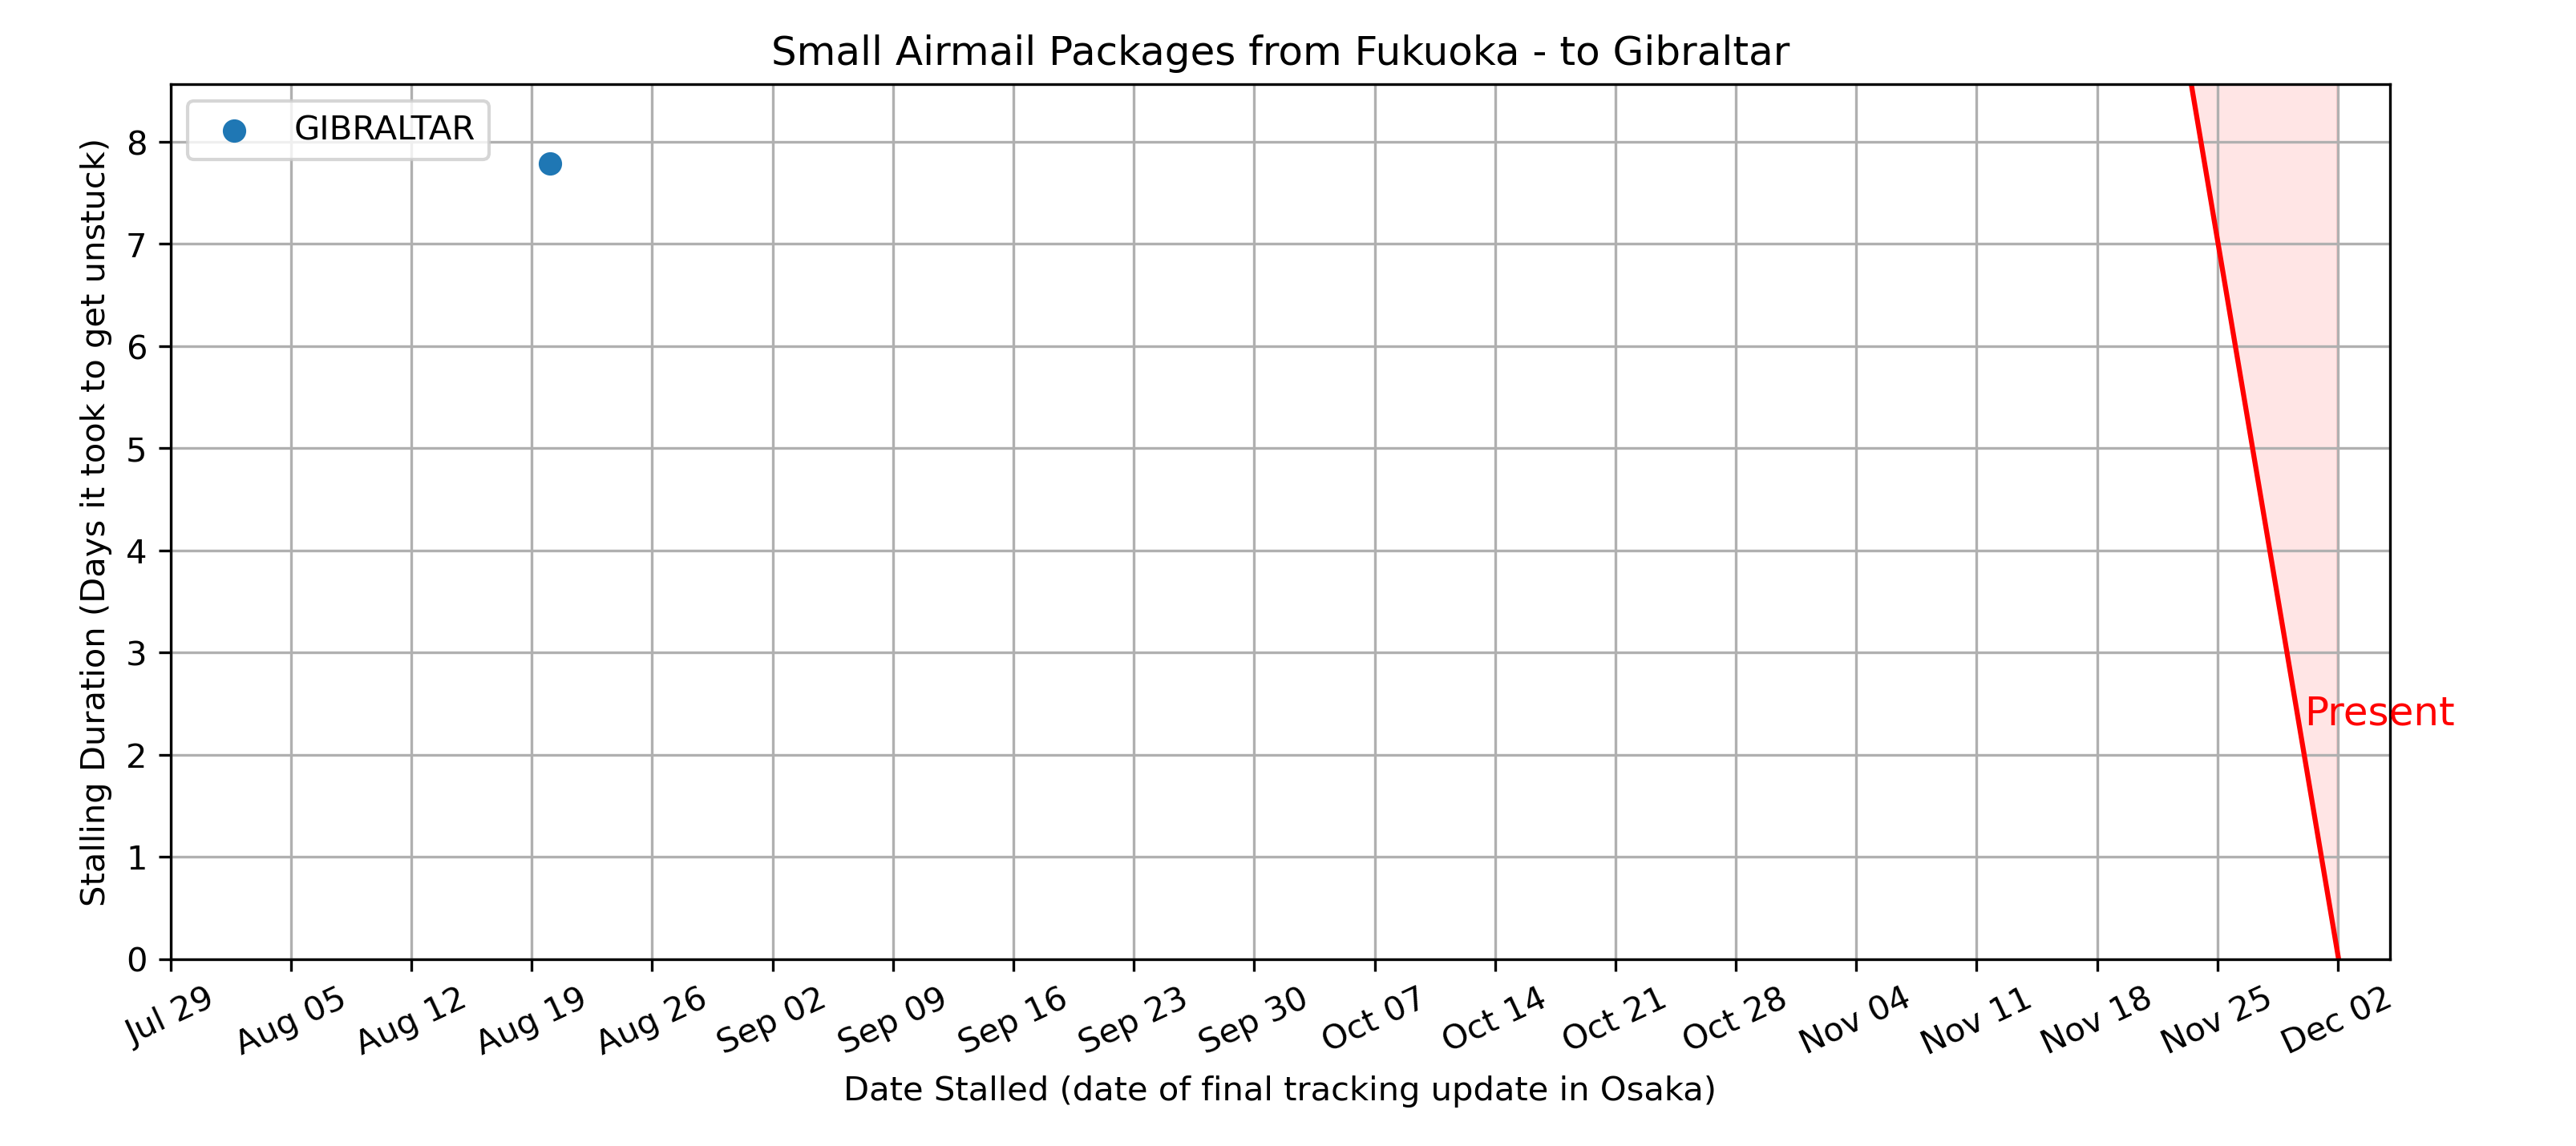 Small Airmail Packages from Fukuoka - to Gibraltar
GIBRALTAR
Stalling Duration (Days it took to get unstuck)
8
7
6
5
4
3
2
1
0
Present
Jul 29
Aug 05
Aug 12
Aug 19
Aug 26
Sep 02
Sep 09
Sep 16
Sep 23
Sep 30
Oct 07
Oct 14
Oct 21
Oct 28
Nov 04
Nov 11
Nov 18
Nov 25
Dec 02
Date Stalled (date of final tracking update in Osaka)